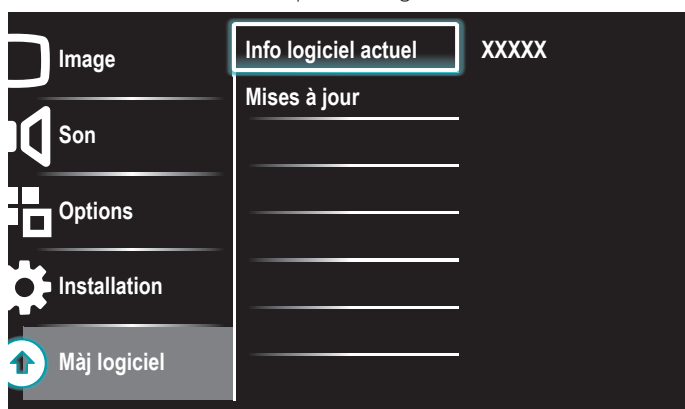 Image
Son
Options
Installation
Màj logiciel
Info logiciel actuel
Mises à jour
XXXXX